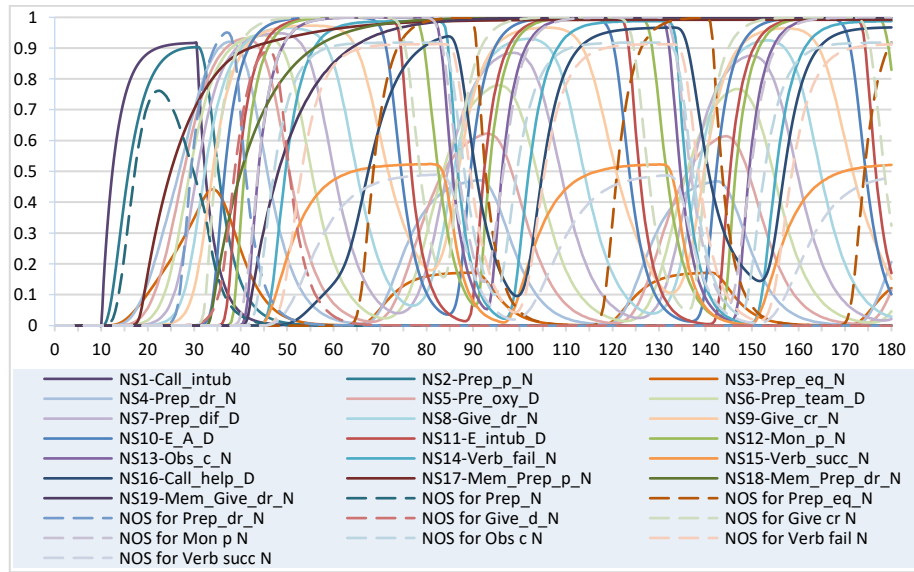 1
0.9
0.8
0.7
0.6
0.5
0.4
0.3
0.2
0.1
0
0 10 20 30 40 50 60 70 80 90 100 110 120 130 140 150 160 170 180
NS1-Call_intub NS2-Prep_p_N NS3-Prep_eq_N
NS4-Prep_dr_N NS5-Pre_oxy_D NS6-Prep_team_D
NS7-Prep_dif_D NS8-Give_dr_N NS9-Give_cr_N
NS10-E_A_D NS11-E_intub_D NS12-Mon_p_N
NS13-Obs_c_N NS14-Verb_fail_N NS15-Verb_succ_N
NS16-Call_help_D NS17-Mem_Prep_p_N NS18-Mem_Prep_dr_N
NS19-Mem_Give_dr_N NOS for Prep_N NOS for Prep_eq_N
NOS for Prep_dr_N NOS for Give_d_N NOS for Give cr N
NOS for Mon p N NOS for Obs c N NOS for Verb fail N
NOS for Verb succ N